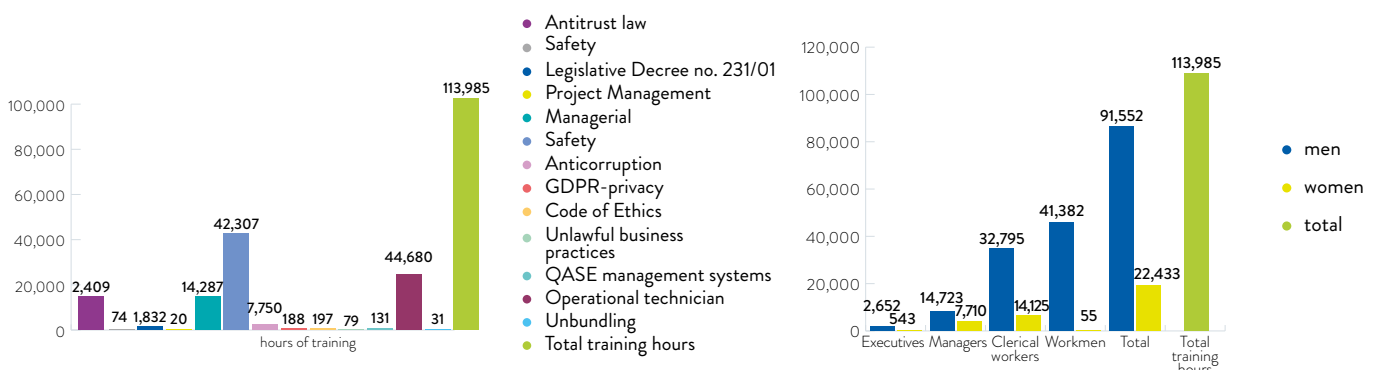 100,000
80,000
60,000
40,000
20,000
0
2,409
74
1,832
20
14,287
42,307
7,750
188
197
79
131
44,680
31
113,985
hours of training
Antitrust law
Safety
Legislative Decree no. 231/01
Project Management
Managerial
Safety
Anticorruption
GDPR-privacy
Code of Ethics
Unlawful business
practices
QASE management systems
Operational technician
Unbundling
Total training hours
120,000
100,000
80,000
60,000
40,000
20,000
0
2,652
543
14,723
7,710
32,795
14,125
41,382
55
91,552
22,433
113,985
Executives
Managers
Clerical
workers
Workmen
Total
Total
training
hours
men
women
total